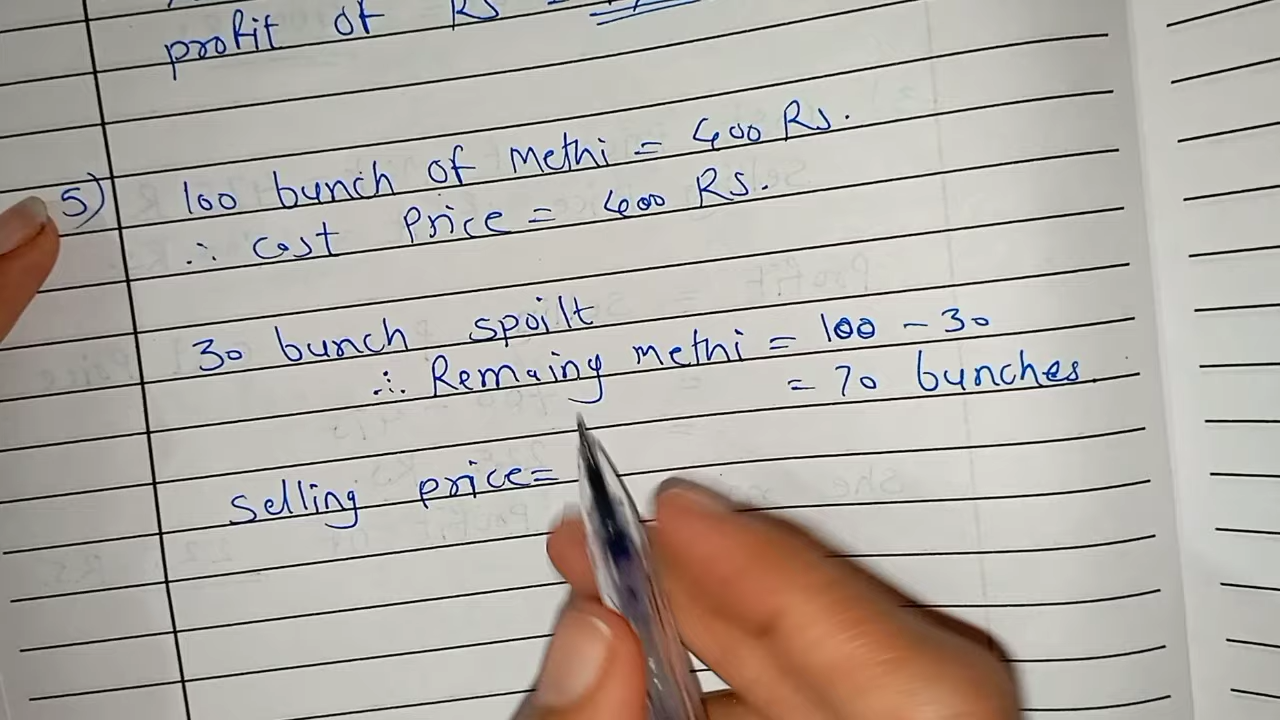 profit of Rs
5) 100 bunch of Methi = 400 Rs.
∴ Cost Price = 400 Rs.
30 bunch spoilt
∴ Remaing methi = 100 - 30
= 70 bunches.
Selling price=